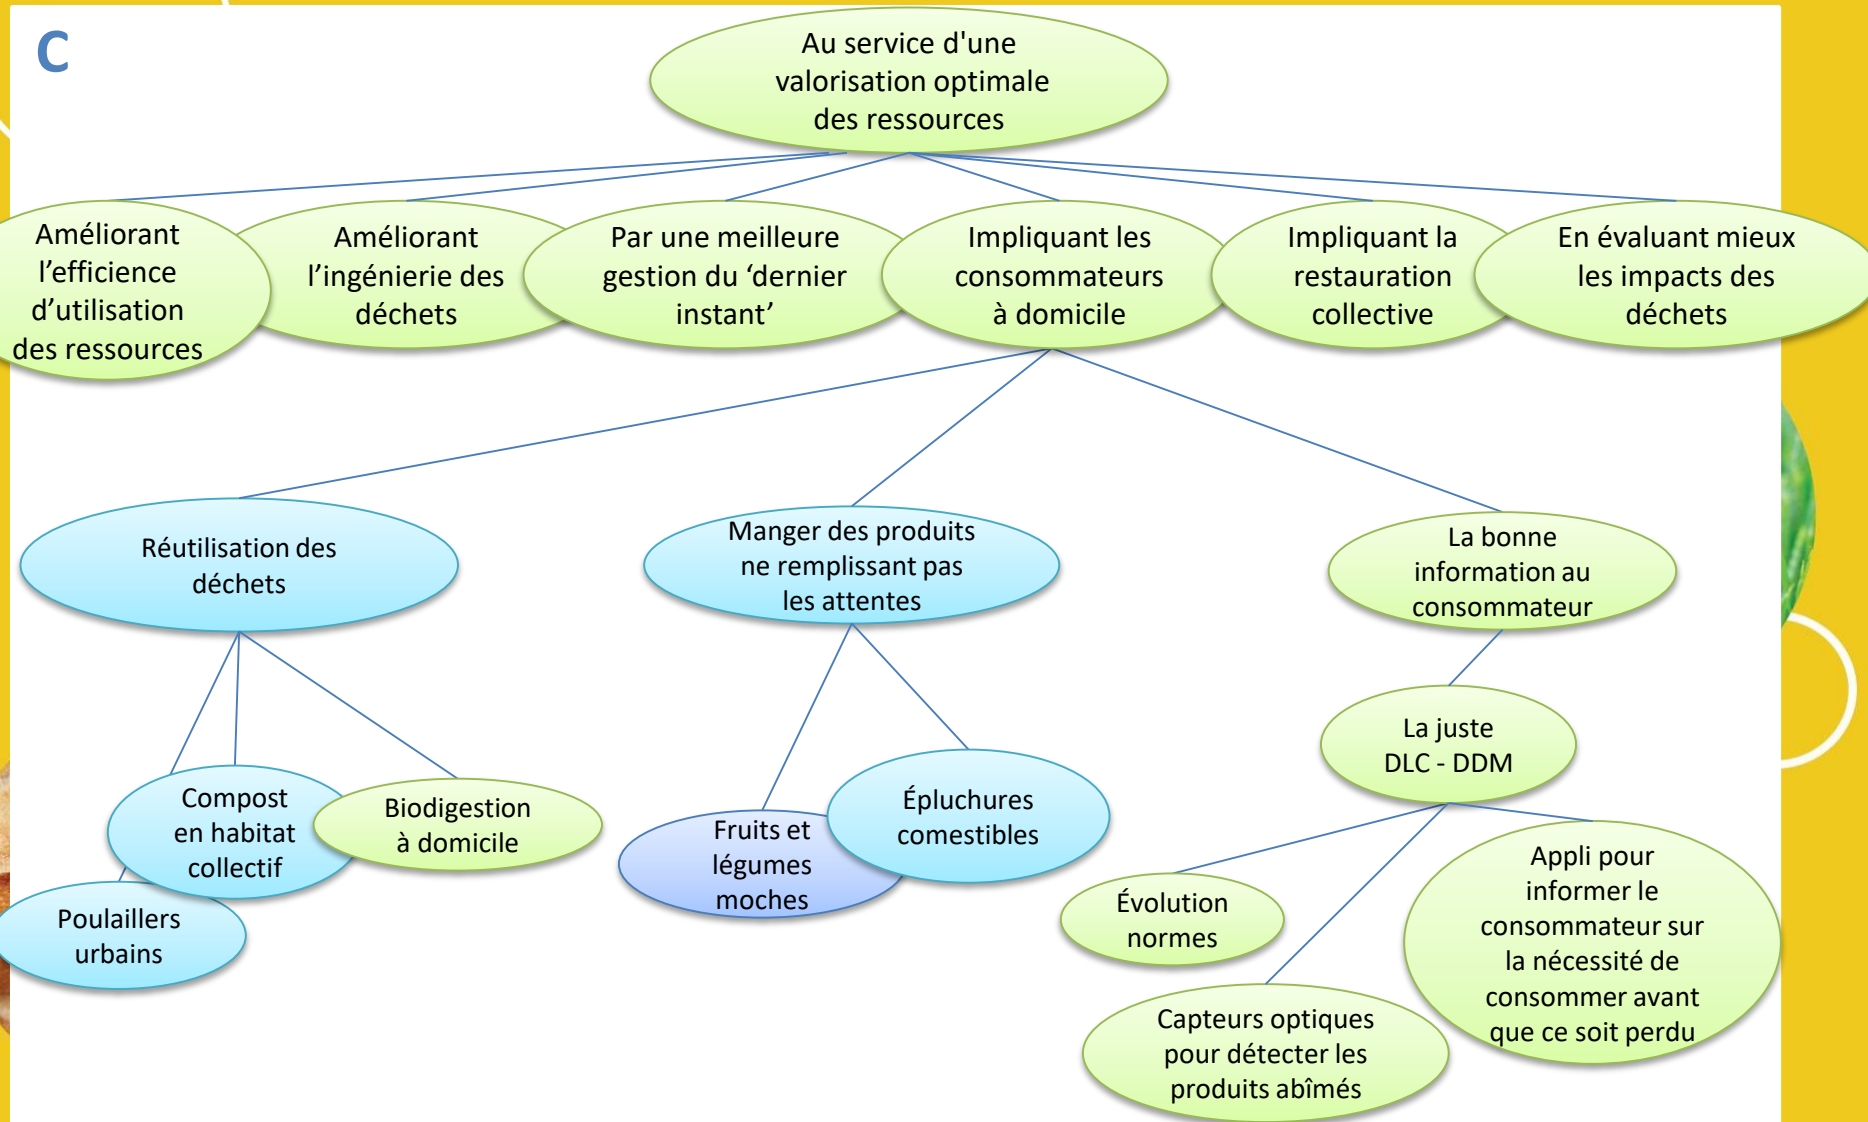 C
Au service d'une
valorisation optimale
des ressources
Améliorant
l’efficience
d’utilisation
des ressources
Améliorant
l’ingénierie des
déchets
Par une meilleure
gestion du ‘dernier
instant’
Impliquant les
consommateurs
à domicile
Impliquant la
restauration
collective
En évaluant mieux
les impacts des
déchets
Réutilisation des
déchets
Manger des produits
ne remplissant pas
les attentes
La bonne
information au
consommateur
La juste
DLC - DDM
Poulaillers
urbains
Compost
en habitat
collectif
Biodigestion
à domicile
Fruits et
légumes
moches
Épluchures
comestibles
Évolution
normes
Capteurs optiques
pour détecter les
produits abîmés
Appli pour
informer le
consommateur sur
la nécessité de
consommer avant
que ce soit perdu